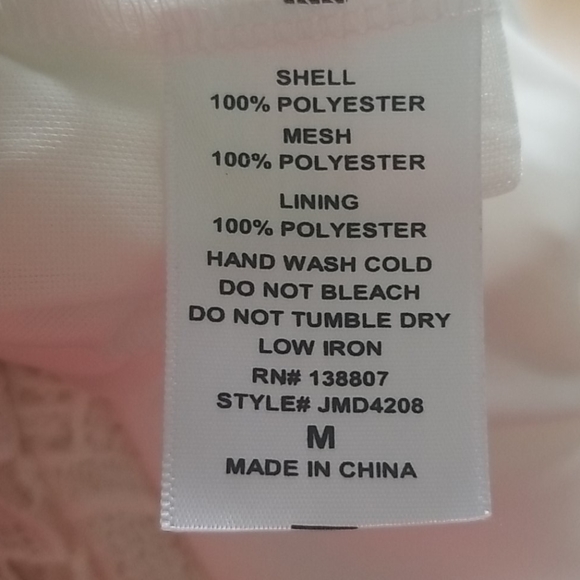 SHELL
100% POLYESTER
MESH
100% POLYESTER
LINING
100% POLYESTER
HAND WASH COLD
DO NOT BLEACH
DO NOT TUMBLE DRY
LOW IRON
RN# 138807
STYLE# JMD4208
M
MADE IN CHINA